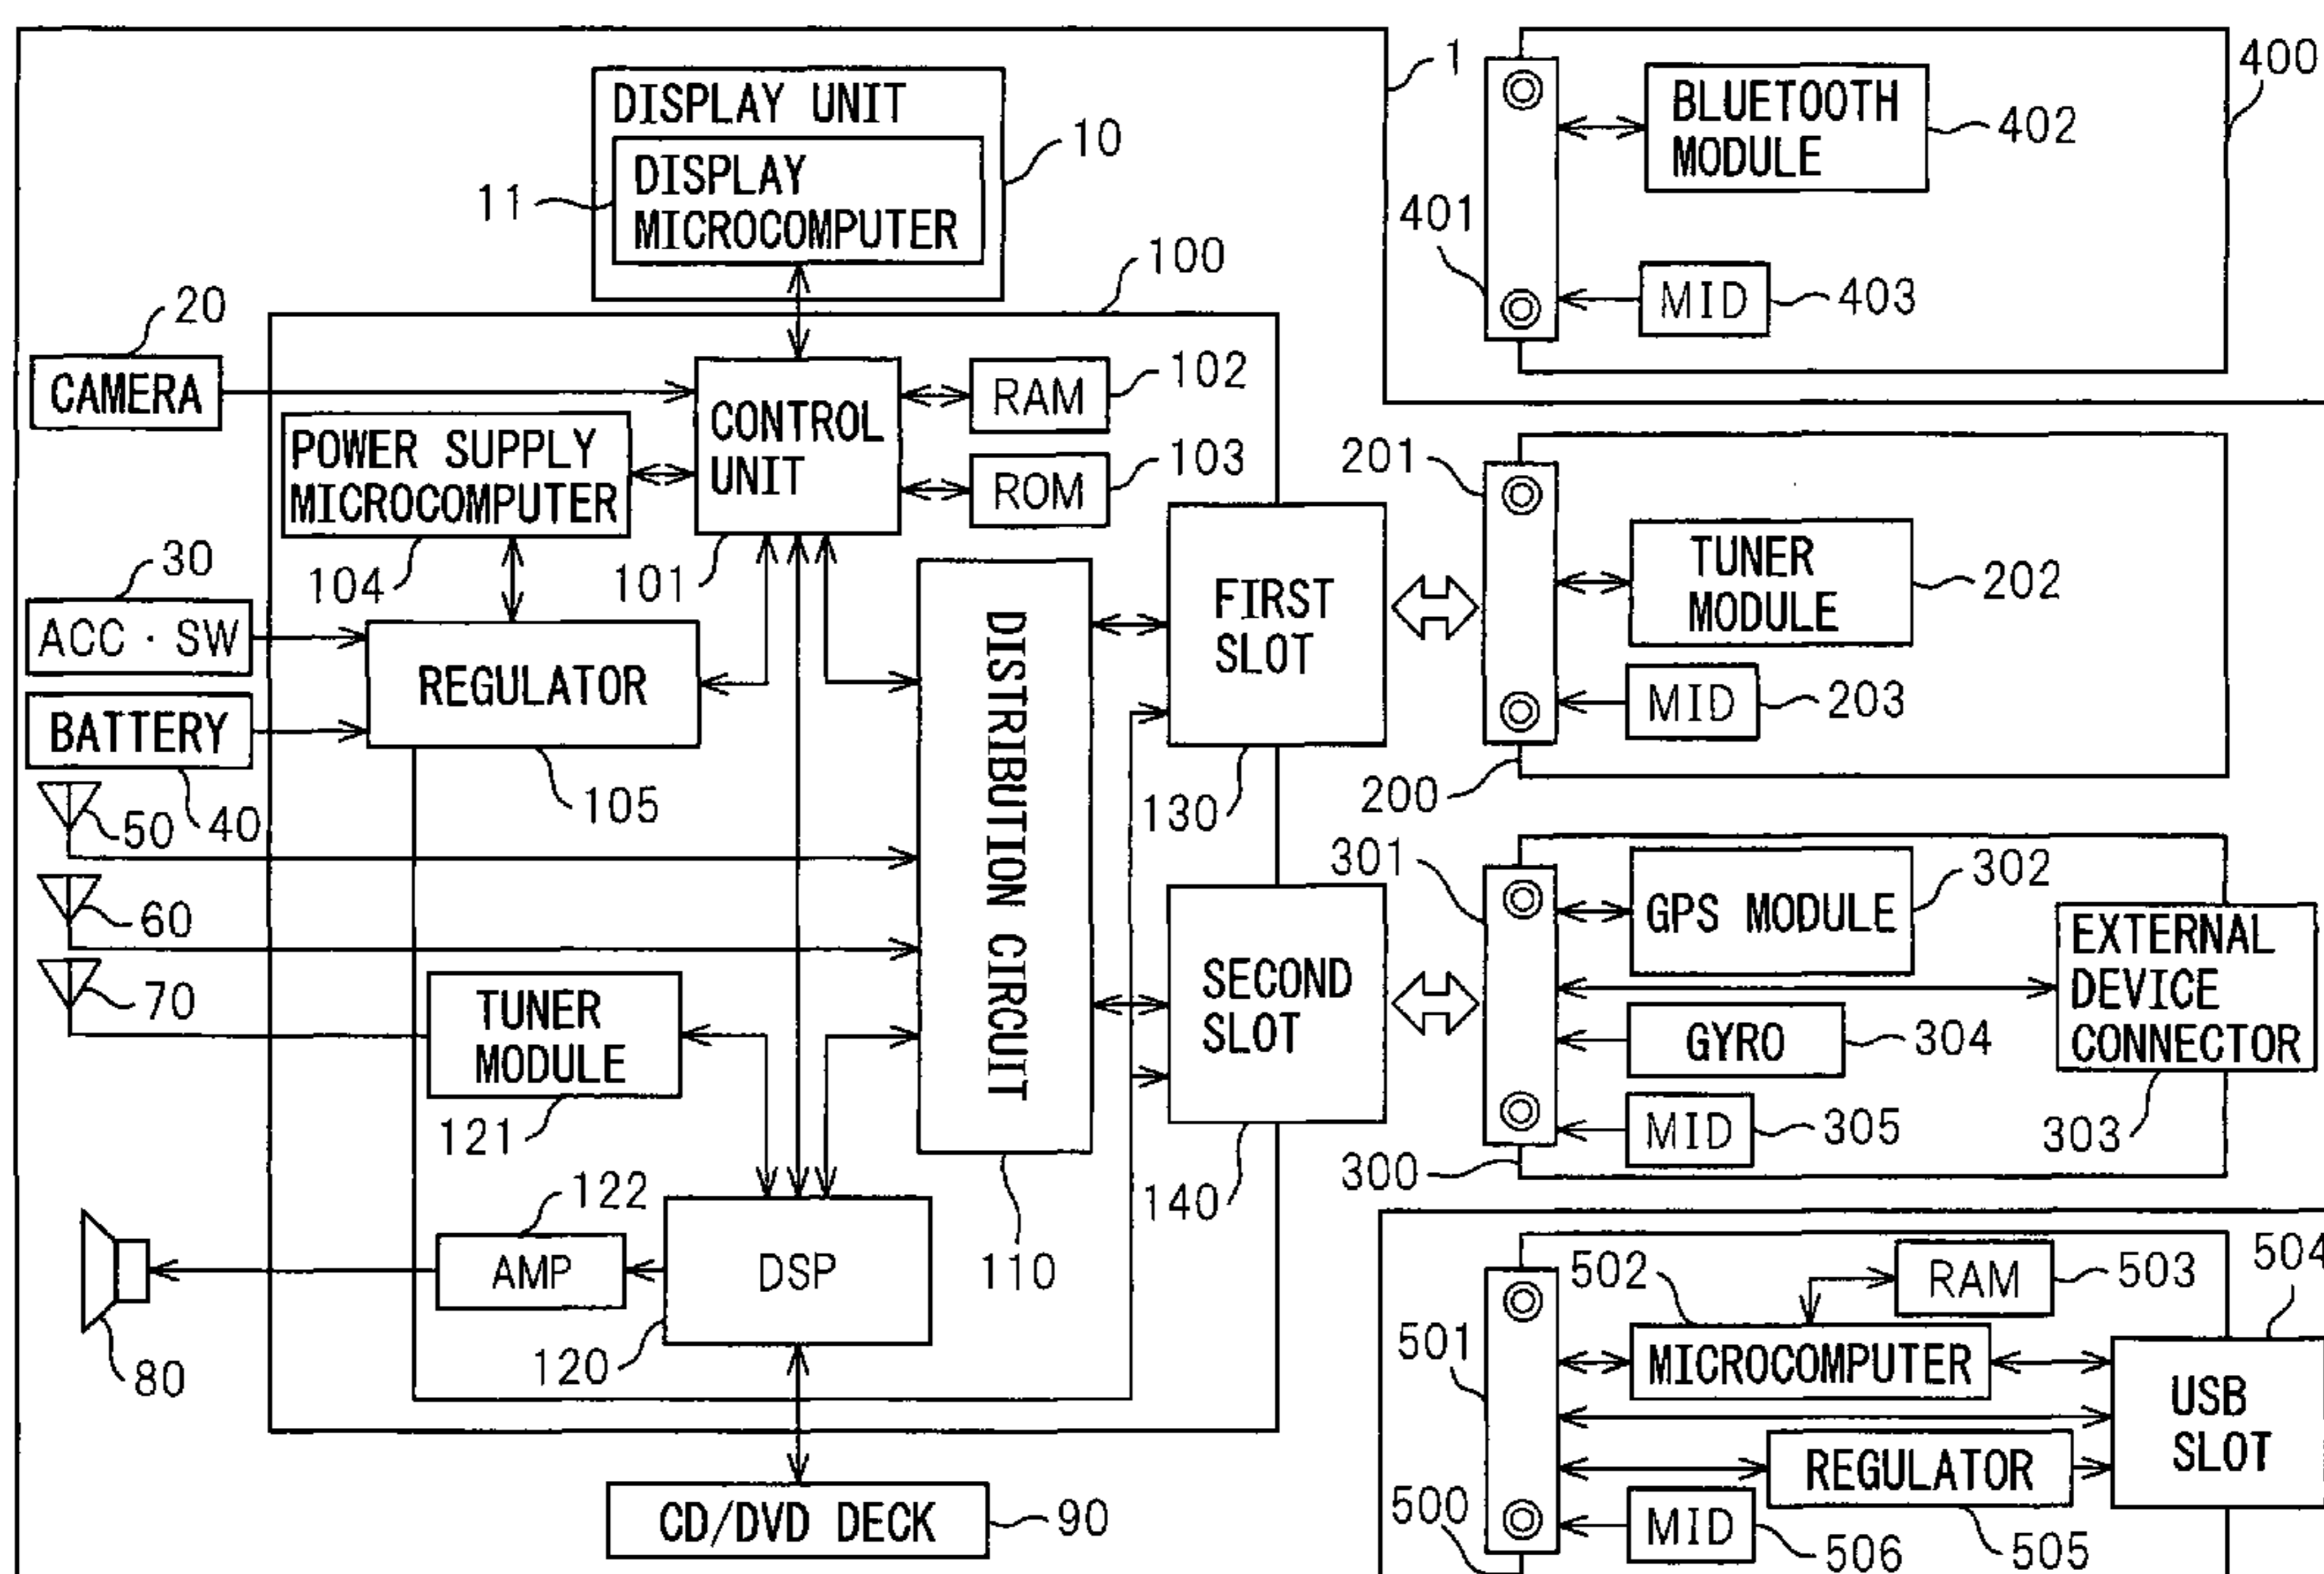 1
400
DISPLAY UNIT
10
BLUETOOTH
MODULE
402
11
DISPLAY
MICROCOMPUTER
401
100
MID
403
20
CAMERA
CONTROL
UNIT
RAM
102
POWER SUPPLY
MICROCOMPUTER
ROM
103
201
30
104
101
FIRST
SLOT
TUNER
MODULE
202
ACC · SW
REGULATOR
DISTRIBUTION CIRCUIT
MID
203
BATTERY
105
130
200
50
40
301
302
60
GPS MODULE
EXTERNAL
DEVICE
CONNECTOR
70
TUNER
MODULE
SECOND
SLOT
GYRO
304
121
MID
305
303
300
122
140
504
AMP
DSP
110
502
RAM
503
501
MICROCOMPUTER
80
120
USB
SLOT
REGULATOR
500
CD/DVD DECK
90
MID
506
505